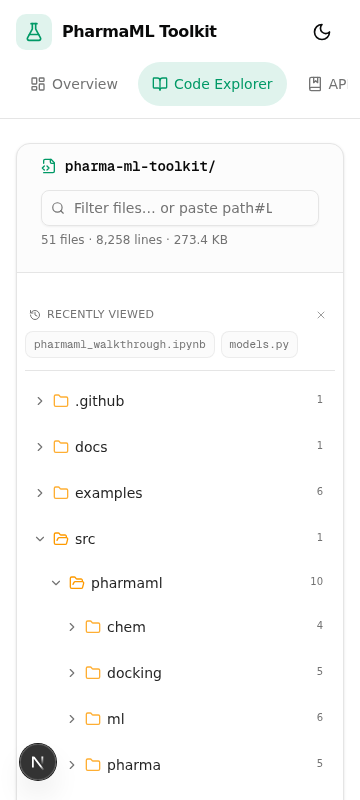 PharmaML Toolkit
Overview
Code Explorer
AP
pharma-ml-toolkit/
Filter files... or paste path#L
51 files · 8,258 lines · 273.4 KB
RECENTLY VIEWED
pharmaml_walkthrough.ipynb
models.py
.github 1
docs 1
examples 6
src 1
pharmaml 10
chem 4
docking 5
ml 6
N
pharma 5